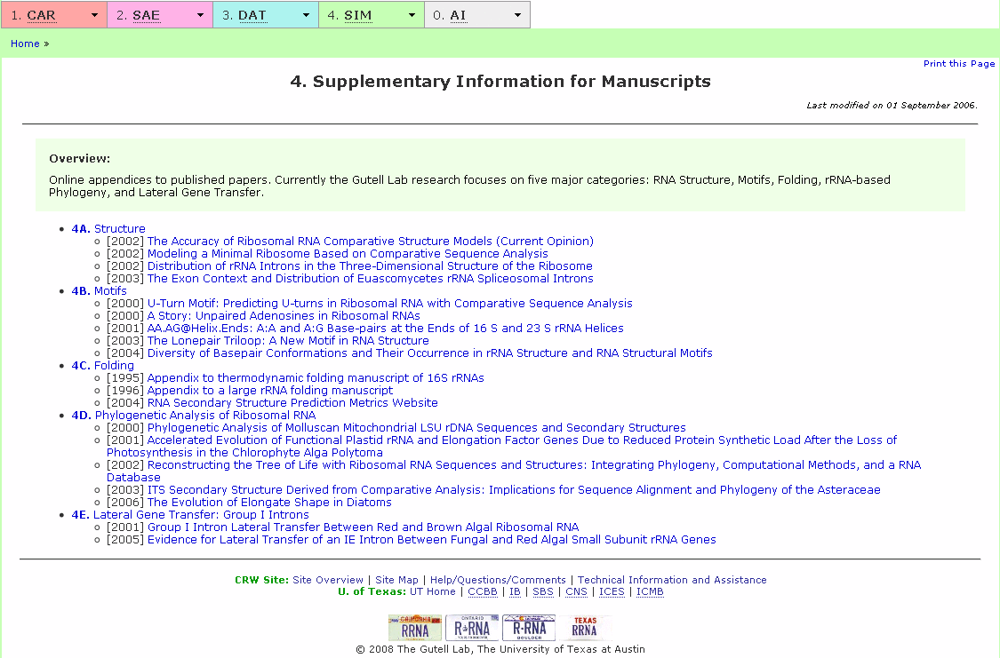 1. CAR 2. SAE 3. DAT 4. SIM 0. AI
Home »
Print this Page
4. Supplementary Information for Manuscripts
Last modified on 01 September 2006.
Overview:
Online appendices to published papers. Currently the Gutell Lab research focuses on five major categories: RNA Structure, Motifs, Folding, rRNA-based
Phylogeny, and Lateral Gene Transfer.
4A. Structure
[2002] The Accuracy of Ribosomal RNA Comparative Structure Models (Current Opinion)
[2002] Modeling a Minimal Ribosome Based on Comparative Sequence Analysis
[2002] Distribution of rRNA Introns in the Three-Dimensional Structure of the Ribosome
[2003] The Exon Context and Distribution of Euascomycetes rRNA Spliceosomal Introns
4B. Motifs
[2000] U-Turn Motif: Predicting U-turns in Ribosomal RNA with Comparative Sequence Analysis
[2000] A Story: Unpaired Adenosines in Ribosomal RNAs
[2001] AA.AG@Helix.Ends: A:A and A:G Base-pairs at the Ends of 16 S and 23 S rRNA Helices
[2003] The Lonepair Triloop: A New Motif in RNA Structure
[2004] Diversity of Basepair Conformations and Their Occurrence in rRNA Structure and RNA Structural Motifs
4C. Folding
[1995] Appendix to thermodynamic folding manuscript of 16S rRNAs
[1996] Appendix to a large rRNA folding manuscript
[2004] RNA Secondary Structure Prediction Metrics Website
4D. Phylogenetic Analysis of Ribosomal RNA
[2000] Phylogenetic Analysis of Molluscan Mitochondrial LSU rDNA Sequences and Secondary Structures
[2001] Accelerated Evolution of Functional Plastid rRNA and Elongation Factor Genes Due to Reduced Protein Synthetic Load After the Loss of
Photosynthesis in the Chlorophyte Alga Polytoma
[2002] Reconstructing the Tree of Life with Ribosomal RNA Sequences and Structures: Integrating Phylogeny, Computational Methods, and a RNA
Database
[2003] ITS Secondary Structure Derived from Comparative Analysis: Implications for Sequence Alignment and Phylogeny of the Asteraceae
[2006] The Evolution of Elongate Shape in Diatoms
4E. Lateral Gene Transfer: Group I Introns
[2001] Group I Intron Lateral Transfer Between Red and Brown Algal Ribosomal RNA
[2005] Evidence for Lateral Transfer of an IE Intron Between Fungal and Red Algal Small Subunit rRNA Genes
CRW Site: Site Overview | Site Map | Help/Questions/Comments | Technical Information and Assistance
U. of Texas: UT Home | CCBB | IB | SBS | CNS | ICES | ICMB
CALIFORNIA ONTARIO TEXAS
RRNA R-RNA R-RNA RRNA
BOULDER
© 2008 The Gutell Lab, The University of Texas at Austin